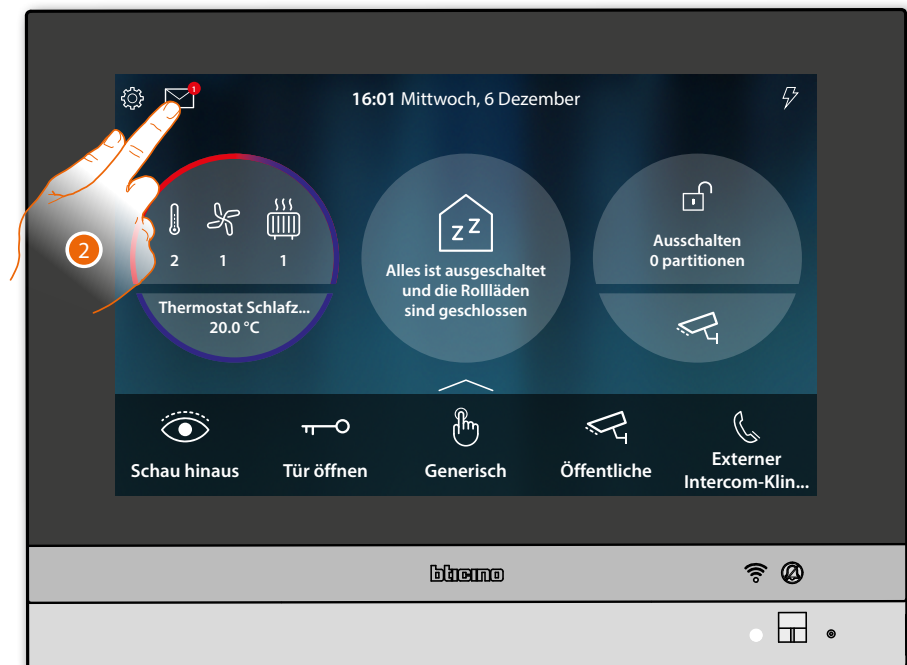 1
16:01 Mittwoch, 6 Dezember
2
2 1 1
Thermostat Schlafz...
20.0 °C
zZ
Alles ist ausgeschaltet
und die Rollläden
sind geschlossen
Ausschalten
0 partitionen
Schau hinaus
Tür öffnen
Generisch
Öffentliche
Externer
Intercom-Klin...
bticino